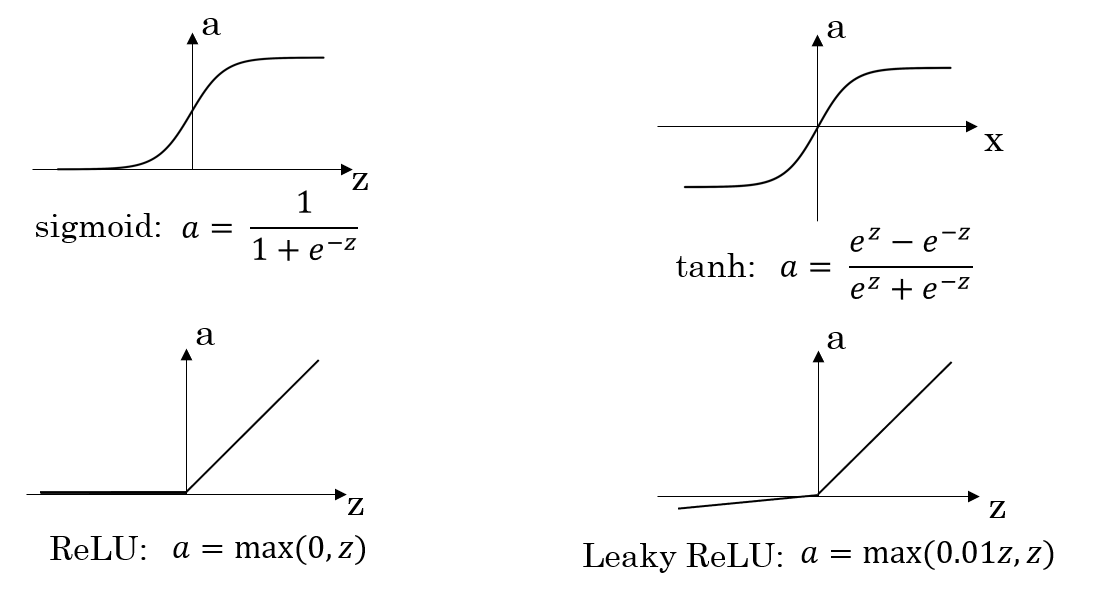 a
z
sigmoid: a = 1 / (1 + e^{-z})
a
x
tanh: a = (e^z − e^{-z}) / (e^z + e^{-z})
a
z
ReLU: a = max(0, z)
a
z
Leaky ReLU: a = max(0.01z, z)